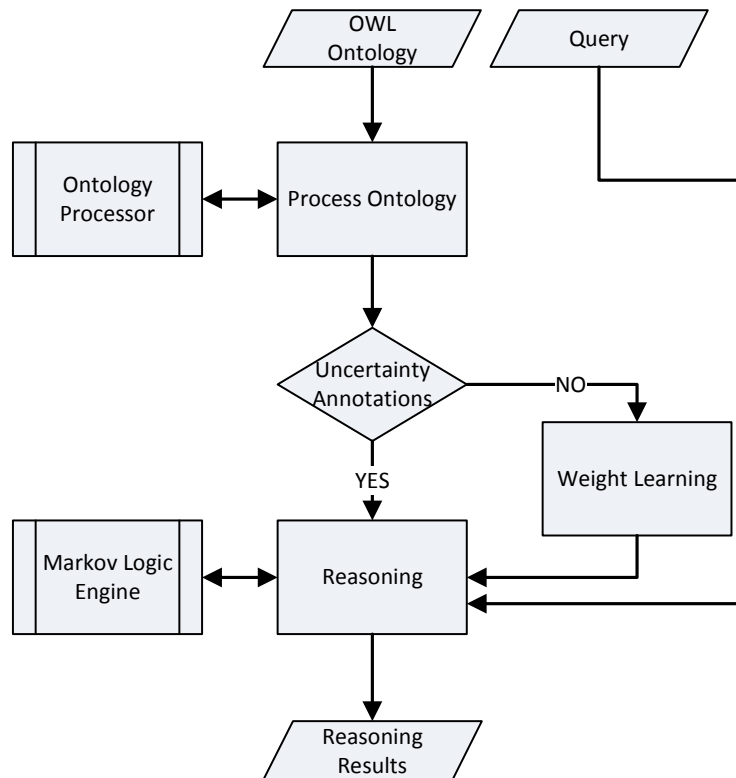 OWL
Ontology
Query
Ontology
Processor
Process Ontology
Uncertainty
Annotations
NO
YES
Weight Learning
Markov Logic
Engine
Reasoning
Reasoning
Results